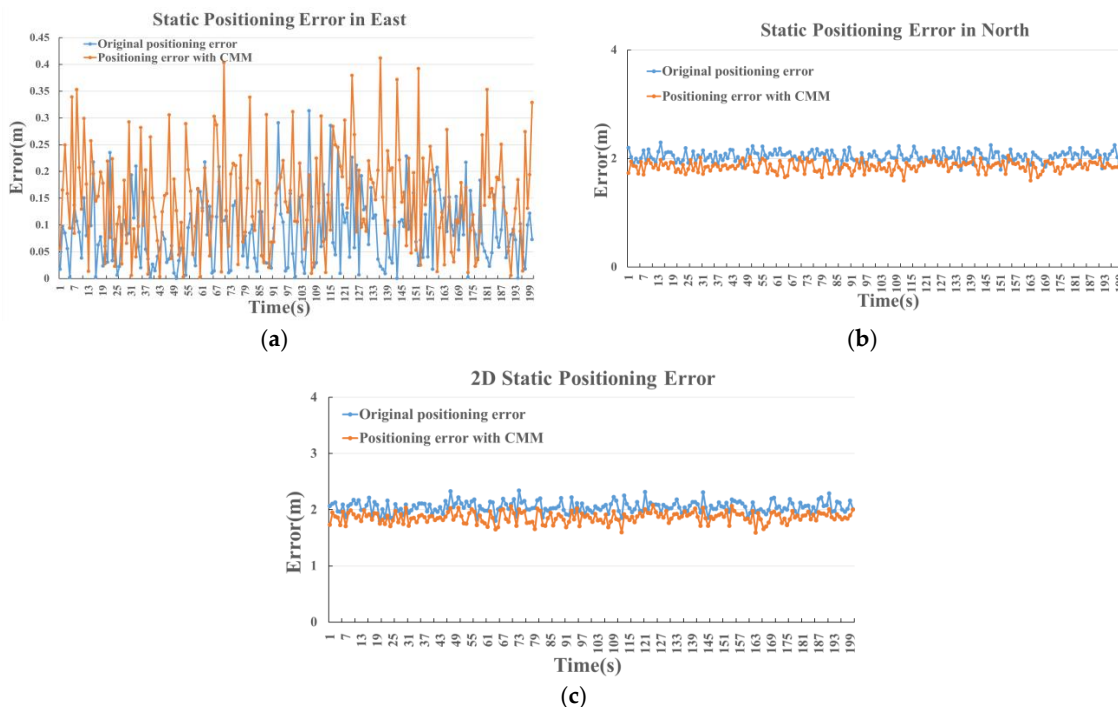 Static Positioning Error in East
Original positioning error
Positioning error with CMM
Error(m)
0.45
0.4
0.35
0.3
0.25
0.2
0.15
0.1
0.05
0
1 7 13 19 25 31 37 43 49 55 61 67 73 79 85 91 97 103 109 115 121 127 133 139 145 151 157 163 169 175 181 187 193 199
Time(s)
(a)
Static Positioning Error in North
Original positioning error
Positioning error with CMM
Error(m)
4
2
0
1 7 13 19 25 31 37 43 49 55 61 67 73 79 85 91 97 103 109 115 121 127 133 139 145 151 157 163 169 175 181 187 193 199
Time(s)
(b)
2D Static Positioning Error
Original positioning error
Positioning error with CMM
Error(m)
4
3
2
1
0
1 7 13 19 25 31 37 43 49 55 61 67 73 79 85 91 97 103 109 115 121 127 133 139 145 151 157 163 169 175 181 187 193 199
Time(s)
(c)